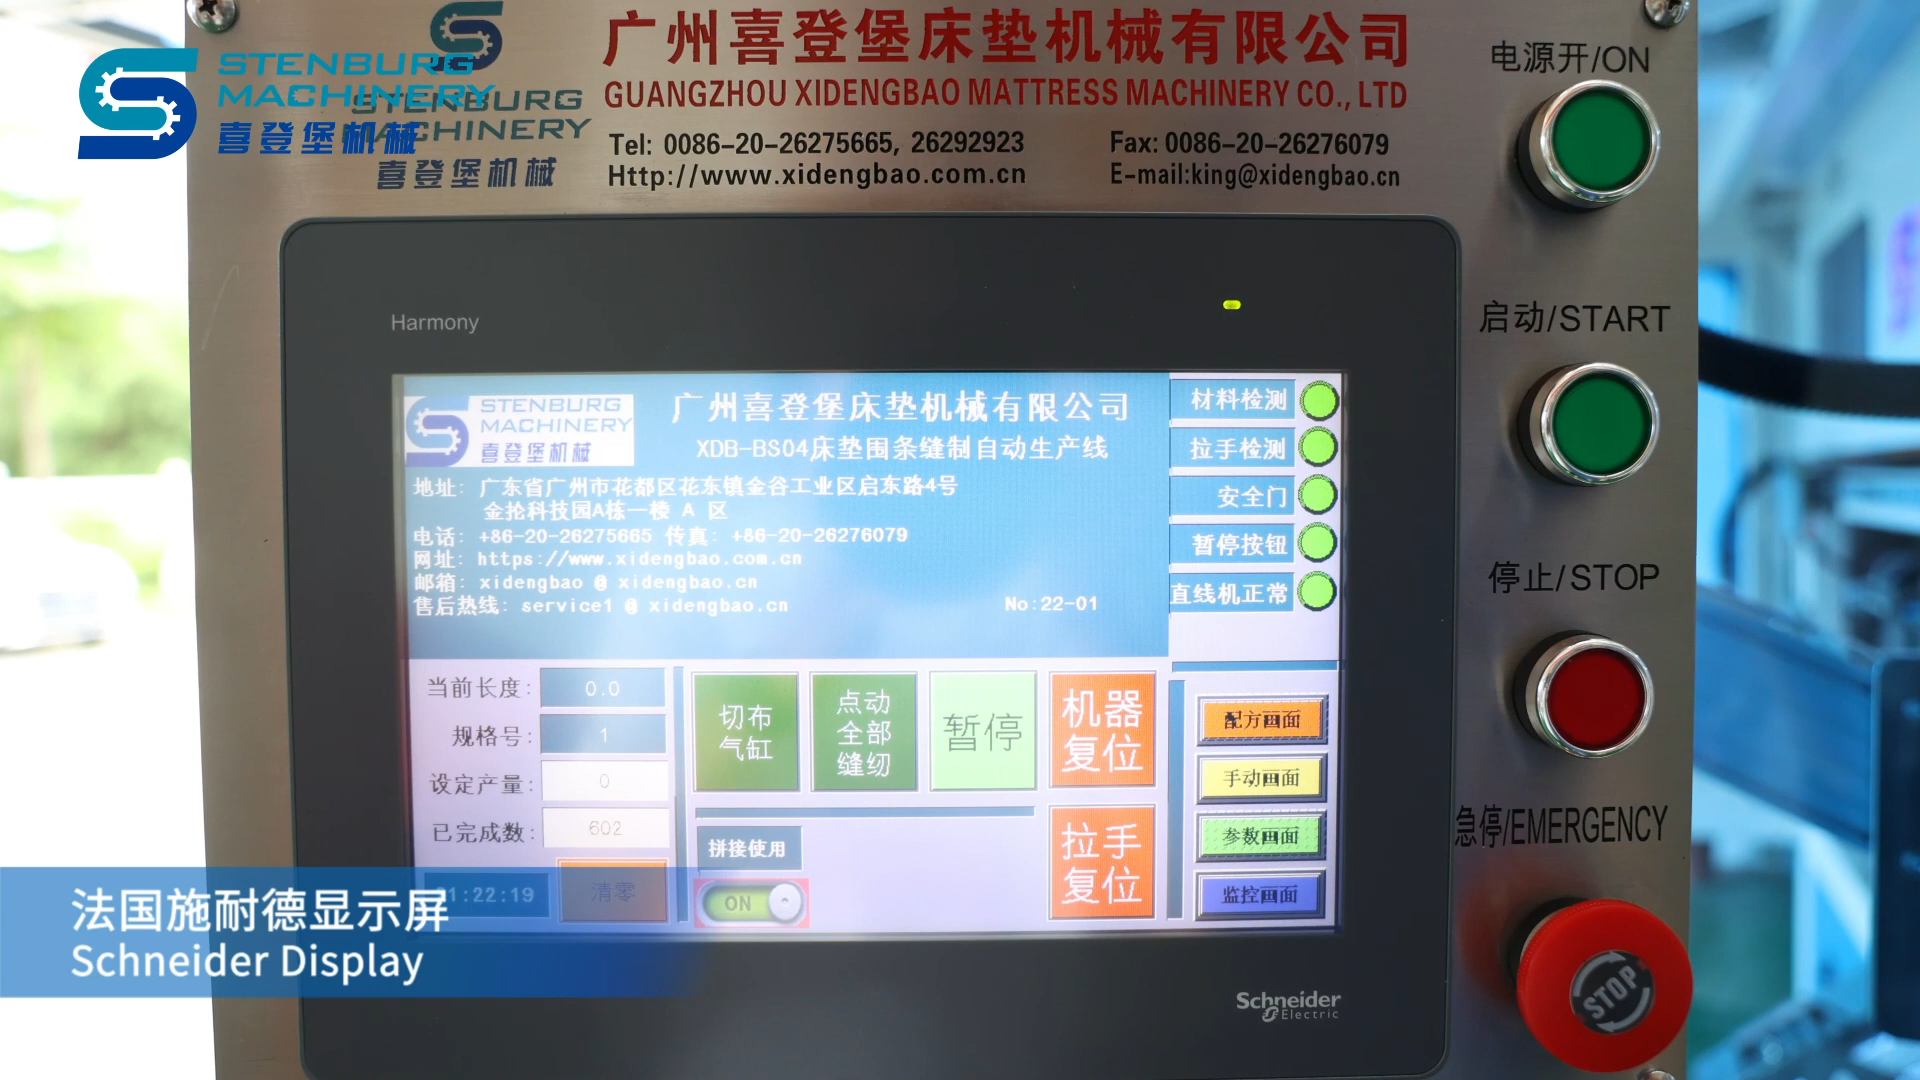 STENBURG
MACHINERY
喜登堡机械
STENBURG
MACHINERY
喜登堡机械
广州喜登堡床垫机械有限公司
GUANGZHOU XIDENGBAO MATTRESS MACHINERY CO., LTD
Tel: 0086-20-26275665, 26292923
Fax: 0086-20-26276079
Http://www.xidengbao.com.cn
E-mail:king@xidengbao.cn
电源开/ON
启动/START
停止/STOP
急停/EMERGENCY
STOP
Harmony
STENBURG
MACHINERY
喜登堡机械
广州喜登堡床垫机械有限公司
XDB-BS04床垫围条缝制自动生产线
地址: 广东省广州市花都区花东镇金谷工业区启东路4号
金抢科技园A栋一楼 A 区
电话: +86-20-26275665 传真: +86-20-26276079
网址: https://www.xidengbao.com.cn
邮箱: xidengbao @ xidengbao.cn
售后热线: service1 @ xidengbao.cn
No:22-01
材料检测
拉手检测
安全门
暂停按钮
直线机正常
当前长度: 0.0
规格号: 1
设定产量: 0
已完成数: 602
1:22:19
清零
切布
气缸
点动
全部
缝纫
暂停
机器
复位
拼接使用
ON
拉手
复位
配方画面
手动画面
参数画面
监控画面
Schneider
Electric
法国施耐德显示屏
Schneider Display